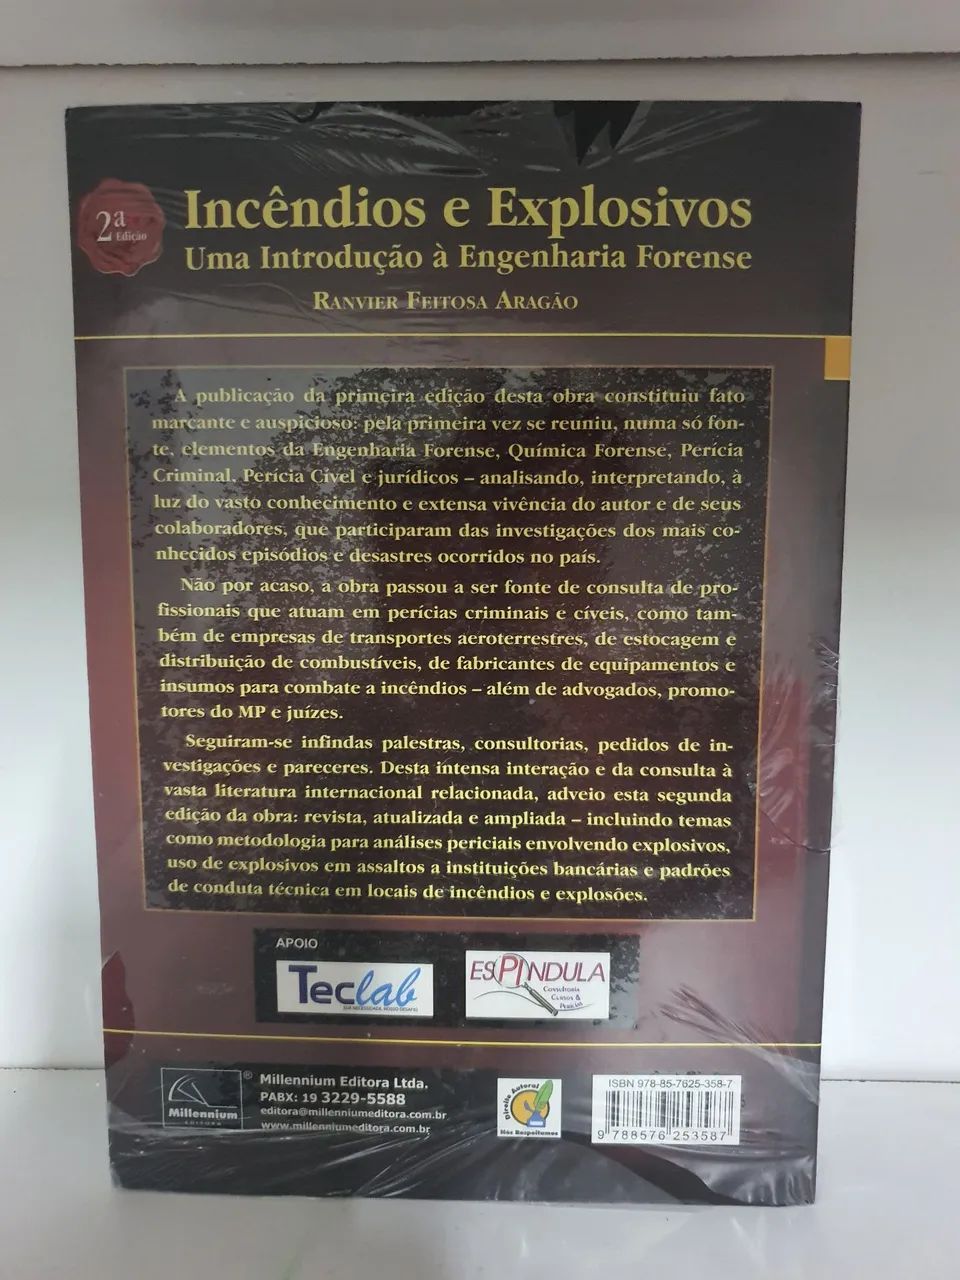 2ª
Edição
Incêndios e Explosivos
Uma Introdução à Engenharia Forense
Ranvier Feitosa Aragão
A publicação da primeira edição desta obra constituiu fato
marcante e auspicioso: pela primeira vez se reuniu, numa só fon-
te, elementos da Engenharia Forense, Química Forense, Perícia
Criminal, Perícia Cível e jurídicos – analisando, interpretando, à
luz do vasto conhecimento e extensa vivência do autor e de seus
colaboradores, que participaram das investigações dos mais co-
nhecidos episódios e desastres ocorridos no país.
Não por acaso, a obra passou a ser fonte de consulta de pro-
fissionais que atuam em perícias criminais e cíveis, como tam-
bém de empresas de transportes aeroterrestres, de estocagem e
distribuição de combustíveis, de fabricantes de equipamentos e
insumos para combate a incêndios – além de advogados, promo-
tores do MP e juízes.
Seguiram-se infindas palestras, consultorias, pedidos de in-
vestigações e pareceres. Desta intensa interação e da consulta à
vasta literatura internacional relacionada, adveio esta segunda
edição da obra: revista, atualizada e ampliada – incluindo temas
como metodologia para análises periciais envolvendo explosivos,
uso de explosivos em assaltos a instituições bancárias e padrões
de conduta técnica em locais de incêndios e explosões.
APOIO
Teclab
SUA NECESSIDADE, NOSSO DESAFIO
ESPINDULA
Consultoria
Cursos &
Perícias
Millennium
EDITORA
®
Millennium Editora Ltda.
PABX: 19 3229-5588
editora@millenniumeditora.com.br
www.millenniumeditora.com.br
Direito Autoral
Nós Respeitamos
ISBN 978-85-7625-358-7
9 788576 253587